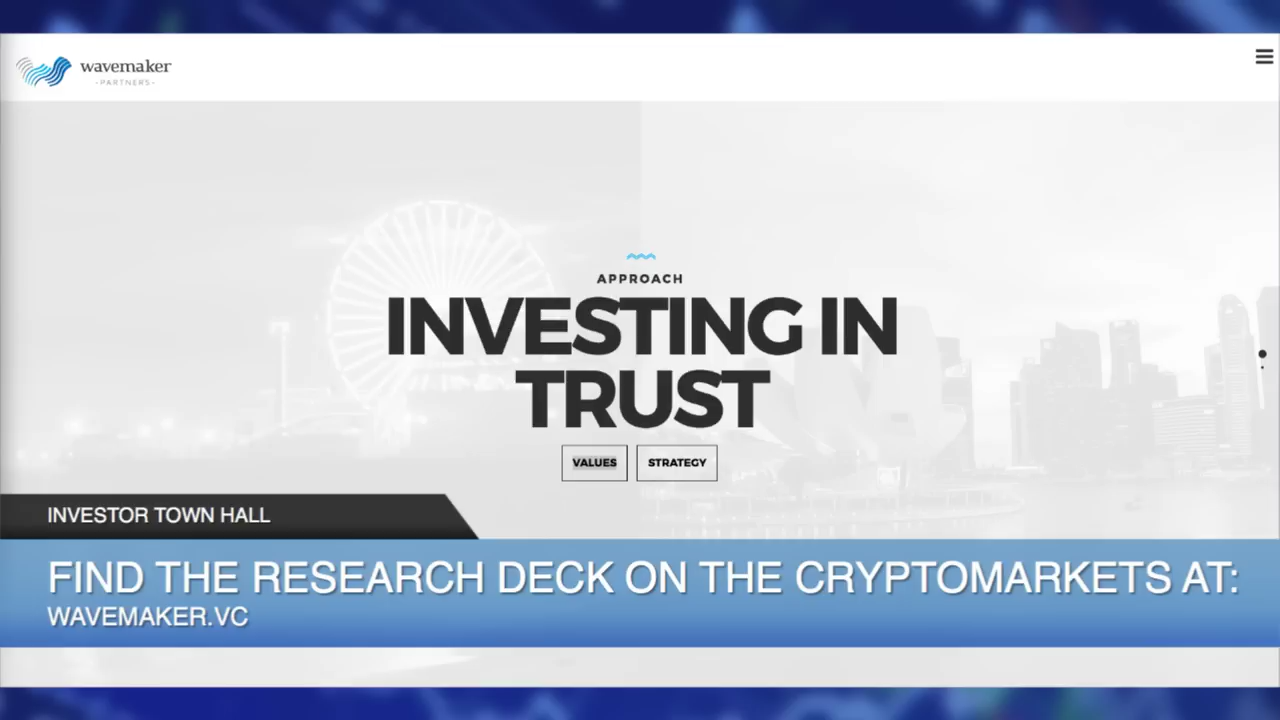 wavemaker
- PARTNERS -
APPROACH
INVESTING IN
TRUST
VALUES STRATEGY
INVESTOR TOWN HALL
FIND THE RESEARCH DECK ON THE CRYPTOMARKETS AT:
WAVEMAKER.VC